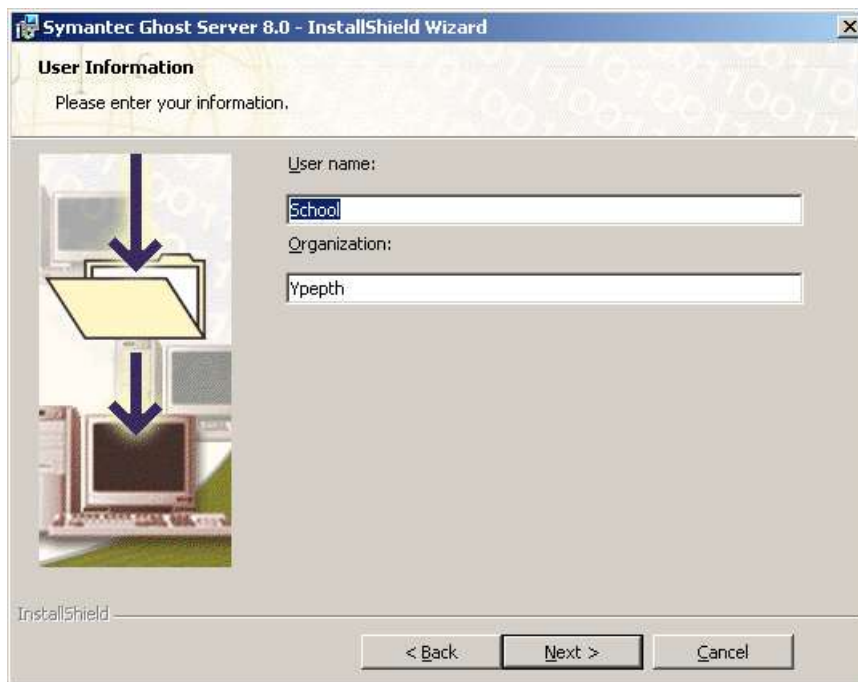 Symantec Ghost Server 8.0 - InstallShield Wizard
User Information
Please enter your information.
User name:
School
Organization:
Ypepth
InstallShield
< Back
Next >
Cancel